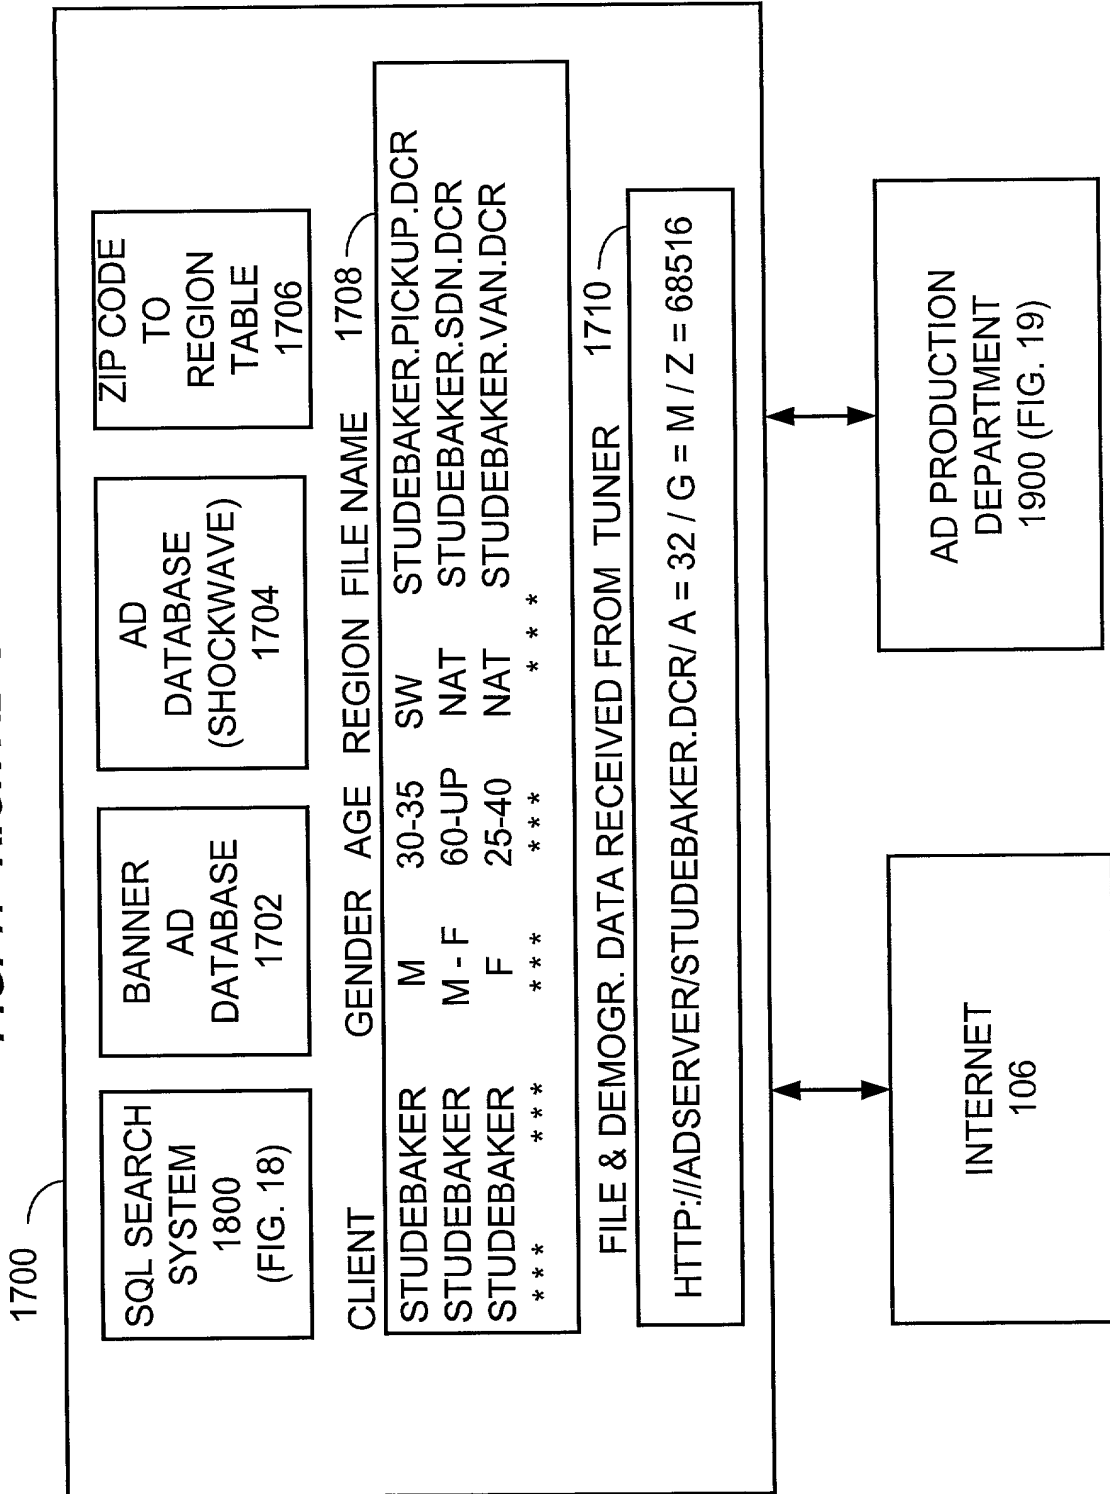 1700
SQL SEARCH
SYSTEM
1800
(FIG. 18)
BANNER
AD
DATABASE
1702
AD
DATABASE
(SHOCKWAVE)
1704
ZIP CODE
TO
REGION
TABLE
1706
CLIENT GENDER AGE REGION FILE NAME 1708
STUDEBAKER M 30-35 SW STUDEBAKER.PICKUP.DCR
STUDEBAKER M - F 60-UP NAT STUDEBAKER.SDN.DCR
STUDEBAKER F 25-40 NAT STUDEBAKER.VAN.DCR
* * * * * * * * * * * * * * * *
FILE & DEMOGR. DATA RECEIVED FROM TUNER 1710
HTTP://ADSERVER/STUDEBAKER.DCR/ A = 32 / G = M / Z = 68516
INTERNET
106
AD PRODUCTION
DEPARTMENT
1900 (FIG. 19)